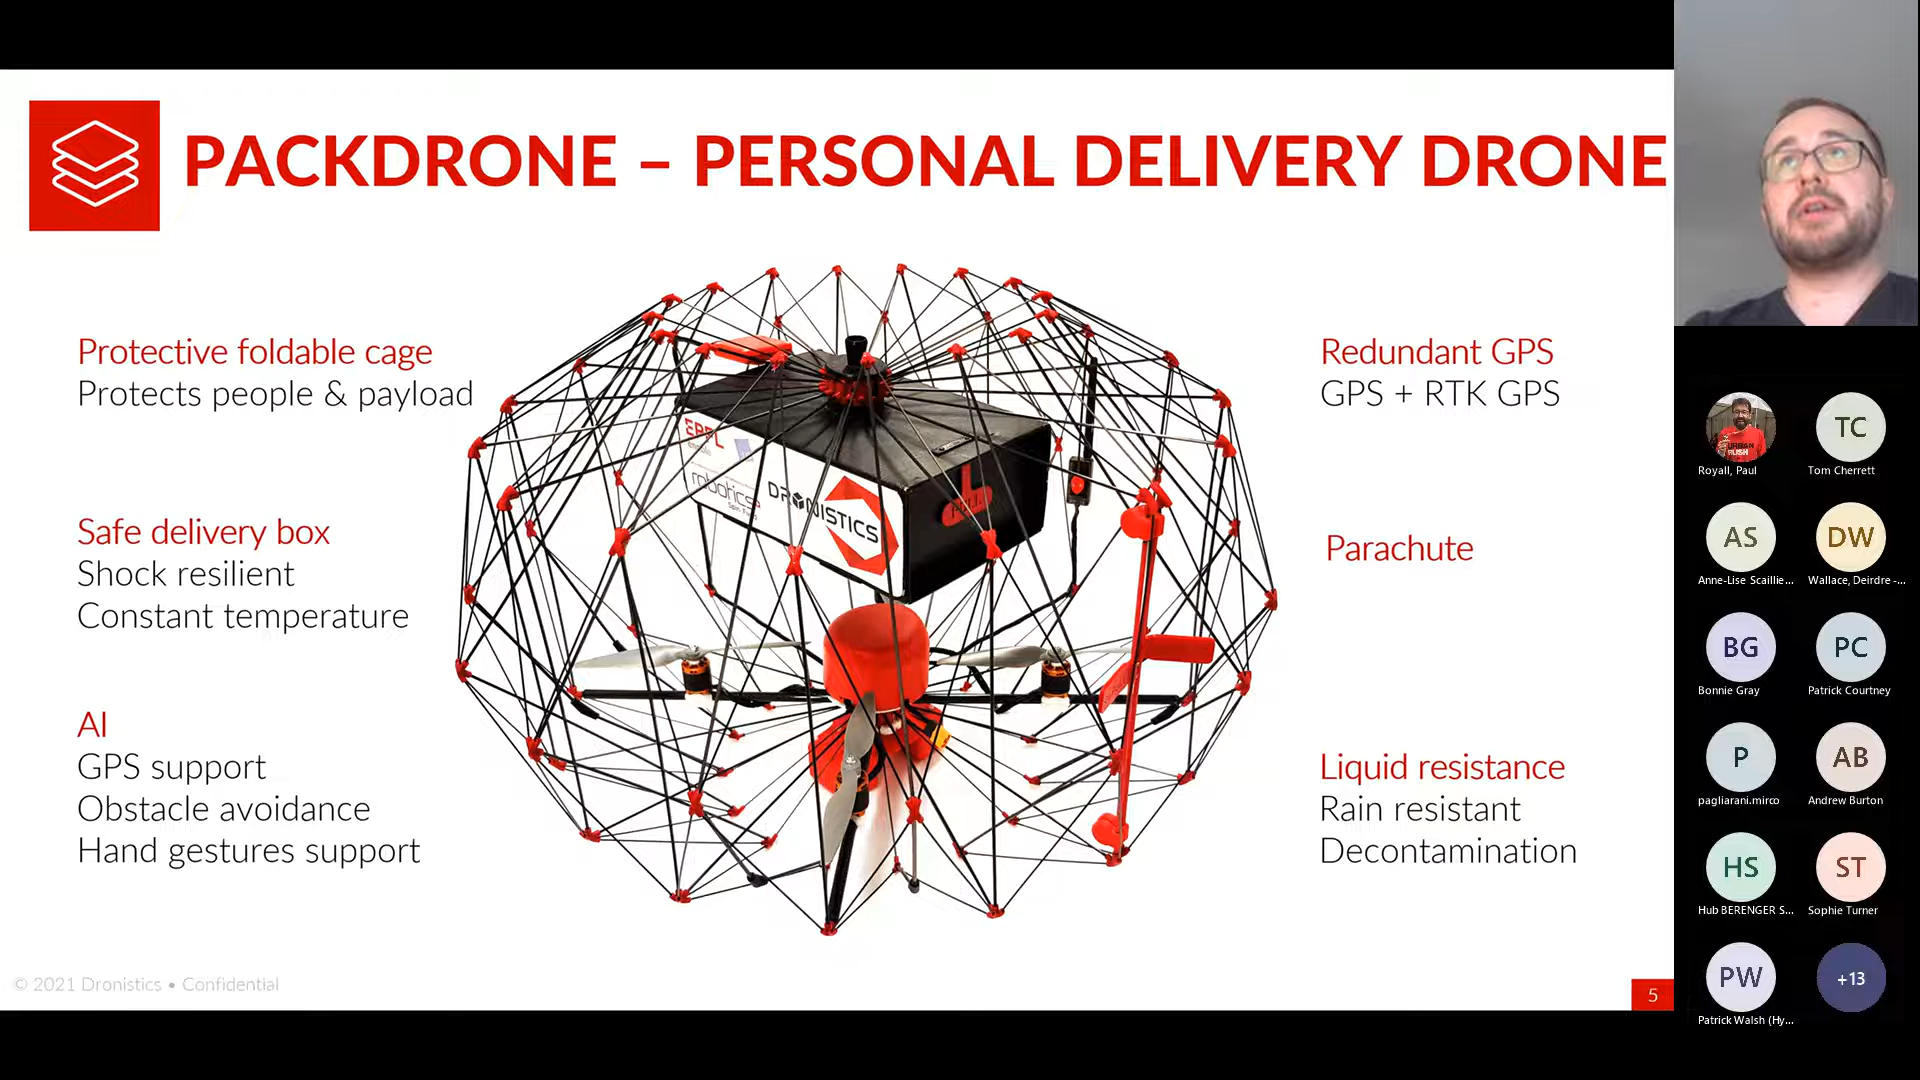 PACKDRONE – PERSONAL DELIVERY DRONE
Protective foldable cage
Protects people & payload
Safe delivery box
Shock resilient
Constant temperature
AI
GPS support
Obstacle avoidance
Hand gestures support
EPFL
robotics+
DRONISTICS
PULL
Redundant GPS
GPS + RTK GPS
Parachute
Liquid resistance
Rain resistant
Decontamination
© 2021 Dronistics • Confidential
5
URBAN
RUSH
Royall, Paul
TC
Tom Cherrett
AS
Anne-Lise Scaillie...
DW
Wallace, Deirdre -...
BG
Bonnie Gray
PC
Patrick Courtney
P
pagliarani.mirco
AB
Andrew Burton
HS
Hub BERENGER S...
ST
Sophie Turner
PW
Patrick Walsh (Hy...
+13